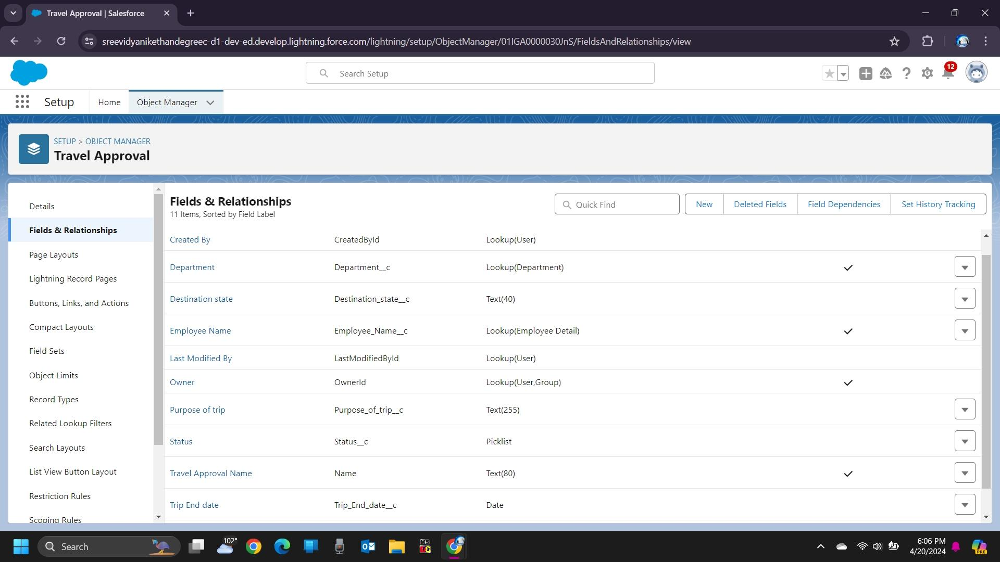 Travel Approval | Salesforce
sreevidyanikethandegreec-d1-dev-ed.develop.lightning.force.com/lightning/setup/ObjectManager/01IGA0000030JnS/FieldsAndRelationships/view
Search Setup
12
Setup
Home
Object Manager
SETUP > OBJECT MANAGER
Travel Approval
Details
Fields & Relationships
Page Layouts
Lightning Record Pages
Buttons, Links, and Actions
Compact Layouts
Field Sets
Object Limits
Record Types
Related Lookup Filters
Search Layouts
List View Button Layout
Restriction Rules
Scoping Rules
Fields & Relationships
11 Items, Sorted by Field Label
Quick Find
New
Deleted Fields
Field Dependencies
Set History Tracking
Created By CreatedById Lookup(User)
Department Department__c Lookup(Department)
Destination state Destination_state__c Text(40)
Employee Name Employee_Name__c Lookup(Employee Detail)
Last Modified By LastModifiedById Lookup(User)
Owner OwnerId Lookup(User,Group)
Purpose of trip Purpose_of_trip__c Text(255)
Status Status__c Picklist
Travel Approval Name Name Text(80)
Trip End date Trip_End_date__c Date
Search
102°
MS
6:06 PM
4/20/2024
PRE